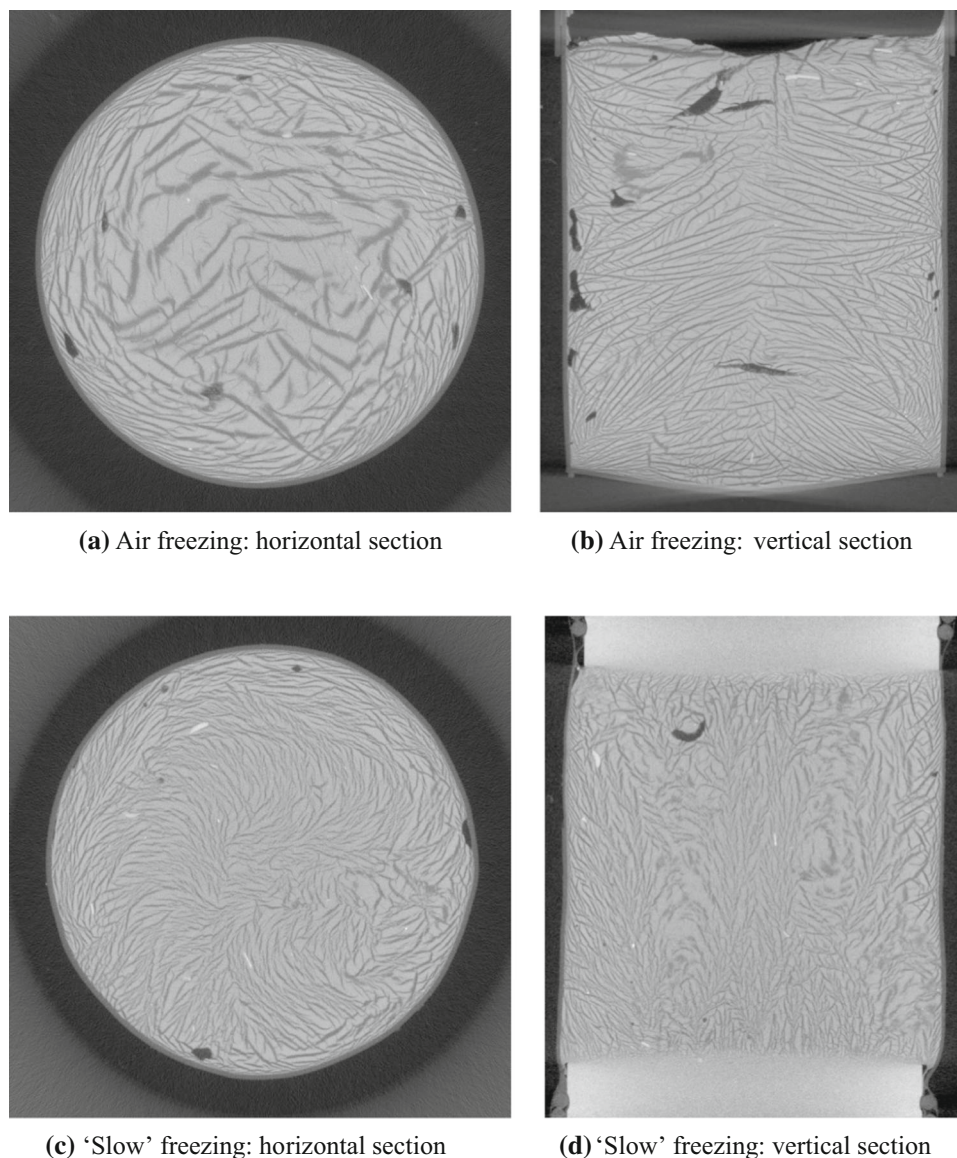 (a) Air freezing: horizontal section
(b) Air freezing: vertical section
(c) ‘Slow’ freezing: horizontal section
(d) ‘Slow’ freezing: vertical section